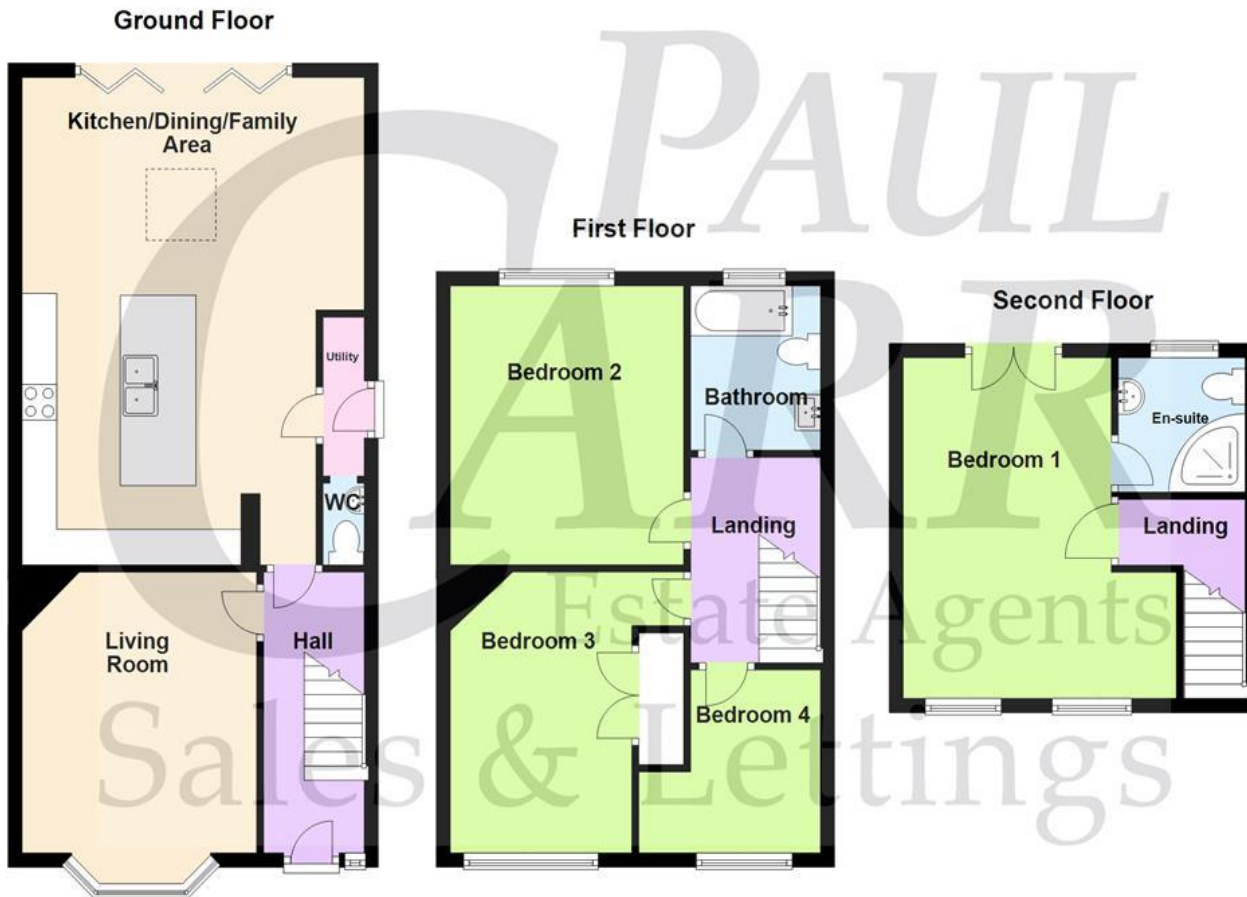 Ground Floor
Kitchen/Dining/Family
Area
Utility
WC
Living
Room
Hall
First Floor
Bedroom 2
Bathroom
Landing
Bedroom 3
Bedroom 4
Second Floor
Bedroom 1
En-suite
Landing
PAUL
CARR
Estate Agents
Sales & Lettings